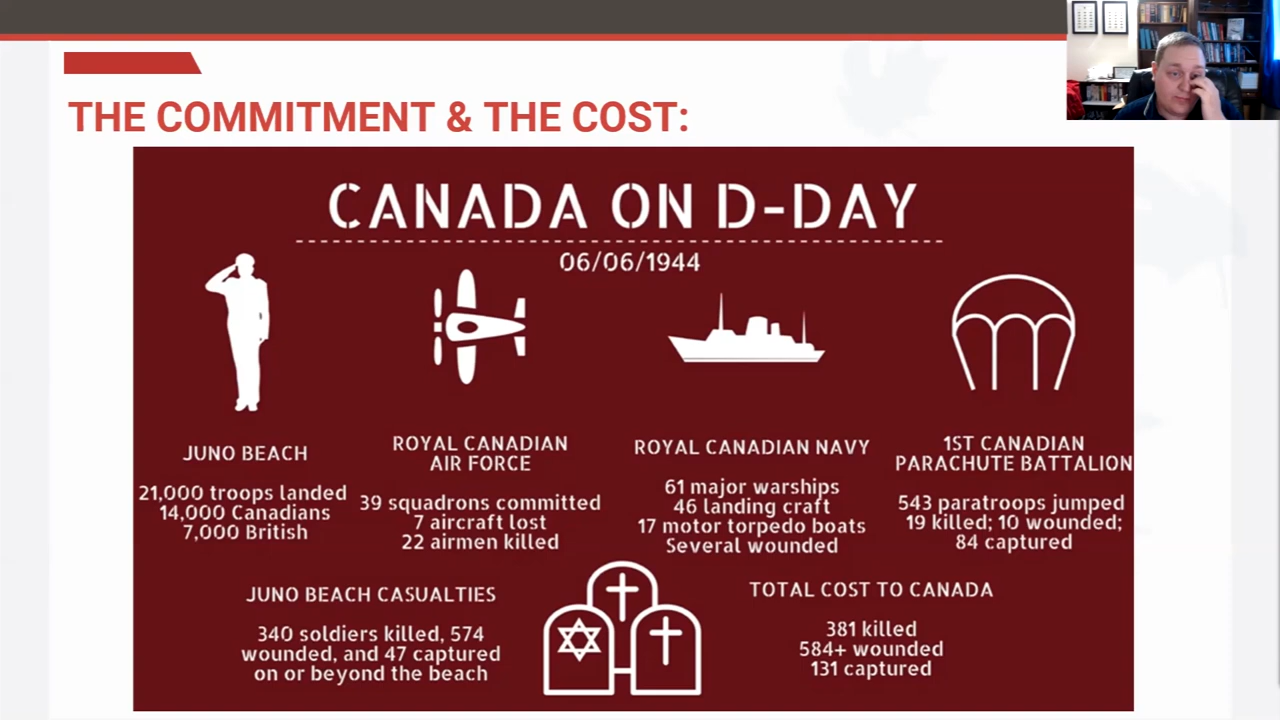 THE COMMITMENT & THE COST:
CANADA ON D-DAY
06/06/1944
JUNO BEACH
21,000 troops landed
14,000 Canadians
7,000 British
ROYAL CANADIAN
AIR FORCE
39 squadrons committed
7 aircraft lost
22 airmen killed
ROYAL CANADIAN NAVY
61 major warships
46 landing craft
17 motor torpedo boats
Several wounded
1ST CANADIAN
PARACHUTE BATTALION
543 paratroops jumped
19 killed; 10 wounded;
84 captured
JUNO BEACH CASUALTIES
340 soldiers killed, 574
wounded, and 47 captured
on or beyond the beach
TOTAL COST TO CANADA
381 killed
584+ wounded
131 captured